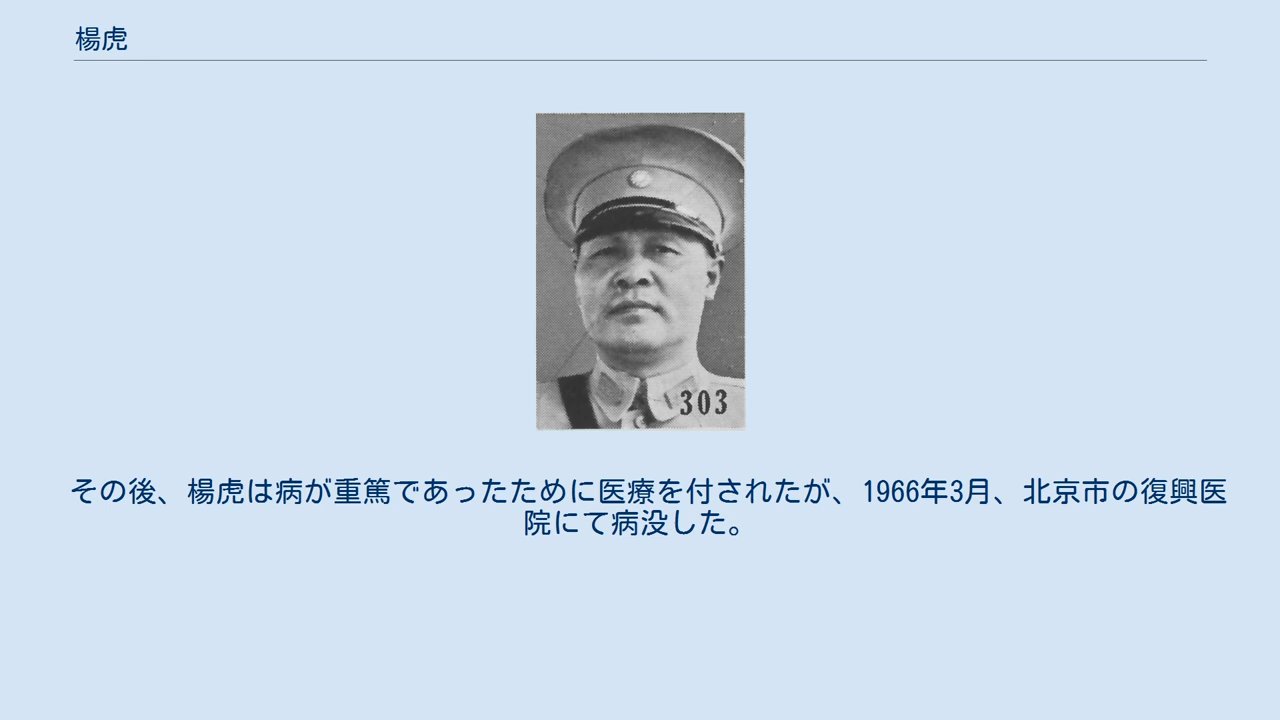 楊虎
303
その後、楊虎は病が重篤であったために医療を付されたが、1966年3月、北京市の復興医
院にて病没した。